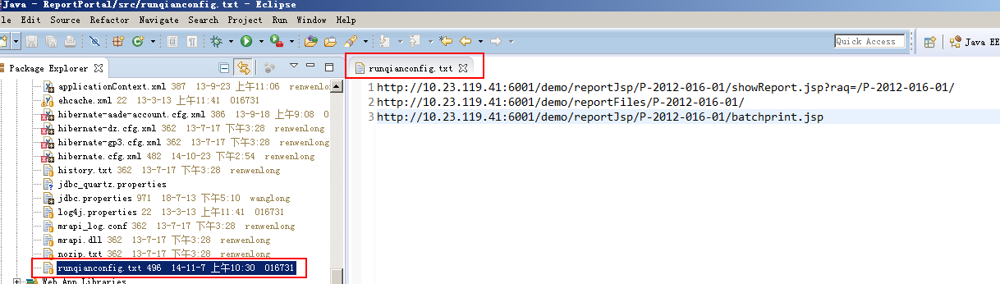 Java - ReportPortal/src/runqianconfig.txt - Eclipse
le Edit Source Refactor Navigate Search Project Run Window Help
Quick Access
Java EE
Package Explorer
runqianconfig.txt
applicationContext.xml 387 13-9-23 上午11:06 renwenlon
ehcache.xml 22 13-3-13 上午11:41 016731
hibernate-aade-account.cfg.xml 386 13-9-18 上午9:08
hibernate-dz.cfg.xml 362 13-7-17 下午3:28 renwenlong
hibernate-gp3.cfg.xml 362 13-7-17 下午3:28 renwenlong
hibernate.cfg.xml 482 14-10-23 下午2:54 renwenlong
history.txt 362 13-7-17 下午3:28 renwenlong
jdbc_quartz.properties
jdbc.properties 971 18-7-13 下午5:10 wanglong
log4j.properties 22 13-3-13 上午11:41 016731
mrapi_log.conf 362 13-7-17 下午3:28 renwenlong
mrapi.dll 362 13-7-17 下午3:28 renwenlong
nozip.txt 362 13-7-17 下午3:28 renwenlong
runqianconfig.txt 496 14-11-7 上午10:30 016731
Web App Libraries
1 http://10.23.119.41:6001/demo/reportJsp/P-2012-016-01/showReport.jsp?raq=/P-2012-016-01/
2 http://10.23.119.41:6001/demo/reportFiles/P-2012-016-01/
3 http://10.23.119.41:6001/demo/reportJsp/P-2012-016-01/batchprint.jsp